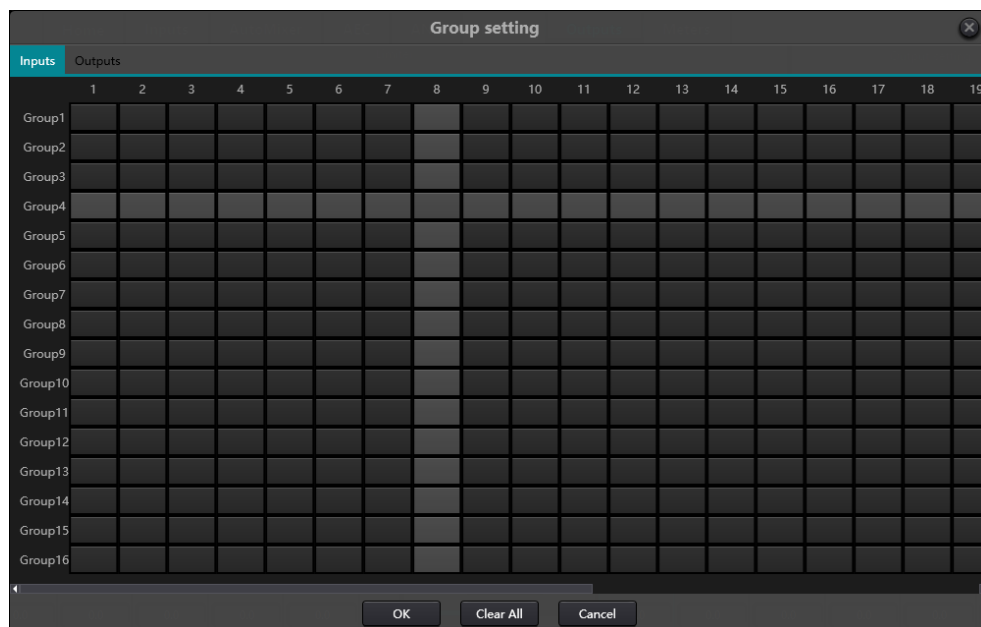 Group setting
Inputs Outputs
1 2 3 4 5 6 7 8 9 10 11 12 13 14 15 16 17 18 19
Group1
Group2
Group3
Group4
Group5
Group6
Group7
Group8
Group9
Group10
Group11
Group12
Group13
Group14
Group15
Group16
OK Clear All Cancel